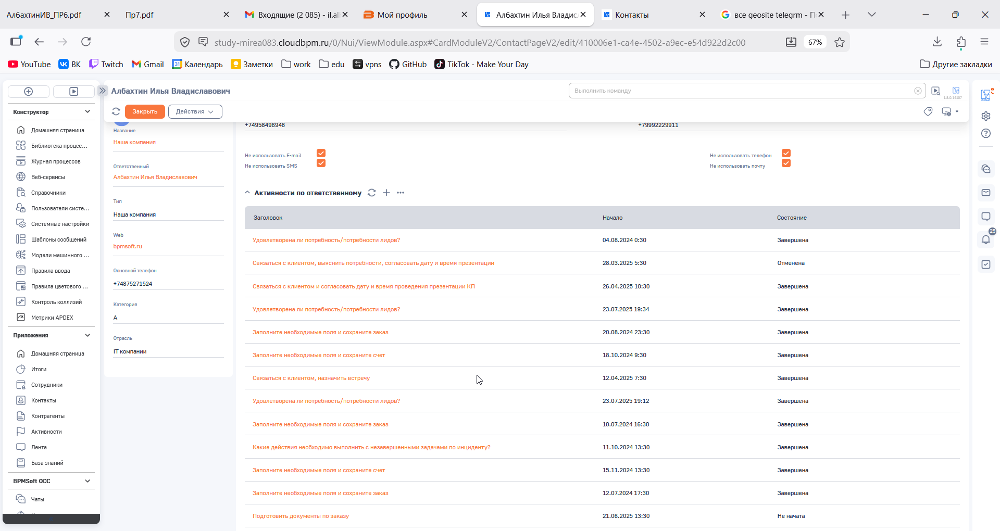 АлбахтинИВ_ПР6.pdf
Пр7.pdf
Входящие (2 085) - il.all
Мой профиль
Албахтин Илья Владис
Контакты
все geosite telegrm - П
study-mirea083.cloudbpm.ru/0/Nui/ViewModule.aspx#CardModuleV2/ContactPageV2/edit/410006e1-ca4e-4502-a9ec-e54d922d2c00
67%
YouTube
ВК
Twitch
Gmail
31 Календарь
Заметки
work
edu
vpns
GitHub
TikTok - Make Your Day
Другие закладки
Албахтин Илья Владиславович
Выполнить команду
1.8.0.14107
Закрыть
Действия
Конструктор
Домашняя страница
Библиотека процес...
Журнал процессов
Веб-сервисы
Справочники
Пользователи систе...
Системные настройки
Шаблоны сообщений
Модели машинного ...
Правила ввода
Правила цветового ...
Контроль коллизий
Метрики APDEX
Приложения
Домашняя страница
Итоги
Сотрудники
Контакты
Контрагенты
Активности
Лента
База знаний
BPMSoft ОСС
Чаты
Название
Наша компания
Ответственный
Албахтин Илья Владиславович
Тип
Наша компания
Web
bpmsoft.ru
Основной телефон
+74875271524
Категория
A
Отрасль
IT компании
+74958496948
+79992229911
Не использовать E-mail
Не использовать телефон
Не использовать SMS
Не использовать почту
Активности по ответственному
Заголовок Начало Состояние
Удовлетворена ли потребность/потребности лидов? 04.08.2024 0:30 Завершена
Связаться с клиентом, выяснить потребности, согласовать дату и время презентации 28.03.2025 5:30 Отменена
Связаться с клиентом и согласовать дату и время проведения презентации КП 26.04.2025 10:30 Завершена
Удовлетворена ли потребность/потребности лидов? 23.07.2025 19:34 Завершена
Заполните необходимые поля и сохраните заказ 20.08.2024 23:30 Завершена
Заполните необходимые поля и сохраните счет 18.10.2024 9:30 Завершена
Связаться с клиентом, назначить встречу 12.04.2025 7:30 Завершена
Удовлетворена ли потребность/потребности лидов? 23.07.2025 19:12 Завершена
Заполните необходимые поля и сохраните заказ 10.07.2024 16:30 Завершена
Какие действия необходимо выполнить с незавершенными задачами по инциденту? 11.10.2024 13:30 Завершена
Заполните необходимые поля и сохраните счет 15.11.2024 13:30 Завершена
Заполните необходимые поля и сохраните заказ 12.07.2024 17:30 Завершена
Подготовить документы по заказу 21.06.2025 13:30 Не начата
29